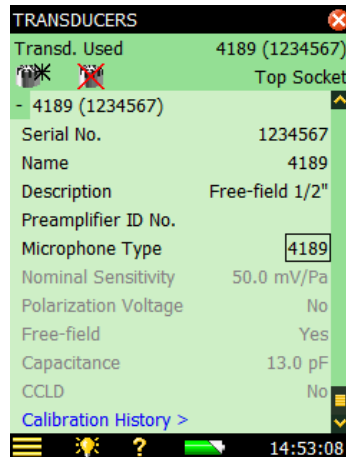 TRANSDUCERS
Transd. Used 4189 (1234567)
Top Socket
- 4189 (1234567)
Serial No. 1234567
Name 4189
Description Free-field 1/2"
Preamplifier ID No.
Microphone Type 4189
Nominal Sensitivity 50.0 mV/Pa
Polarization Voltage No
Free-field Yes
Capacitance 13.0 pF
CCLD No
Calibration History >
? 14:53:08